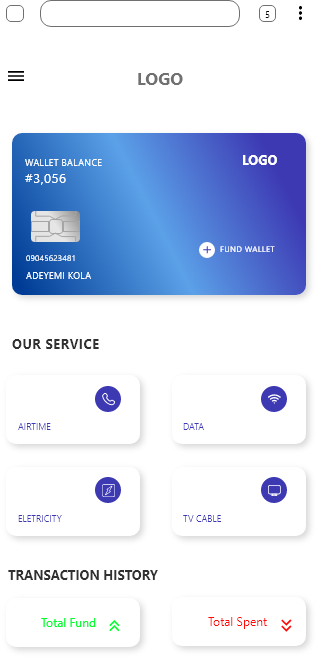 5
LOGO
WALLET BALANCE
LOGO
#3,056
FUND WALLET
09045623481
ADEYEMI KOLA
OUR SERVICE
AIRTIME
DATA
ELETRICITY
TV CABLE
TRANSACTION HISTORY
Total Fund
Total Spent